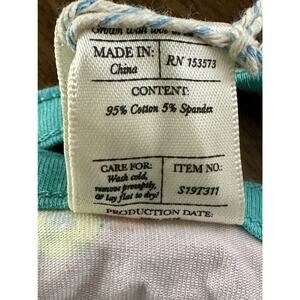 MADE IN:
China
RN 153573
CONTENT:
95% Cotton 5% Spandex
CARE FOR:
Wash cold,
remove promptly,
& lay flat to dry!
ITEM NO:
S19T311
PRODUCTION DATE: